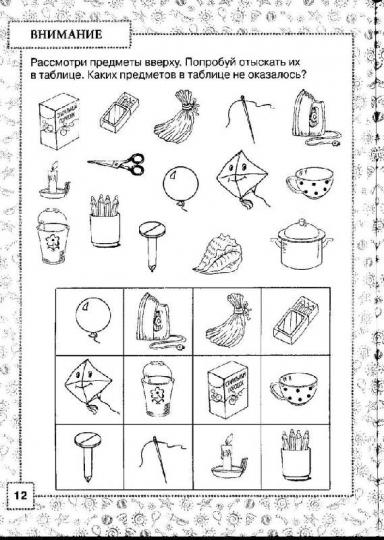 ВНИМАНИЕ
Рассмотри предметы вверху. Попробуй отыскать их
в таблице. Каких предметов в таблице не оказалось?
12